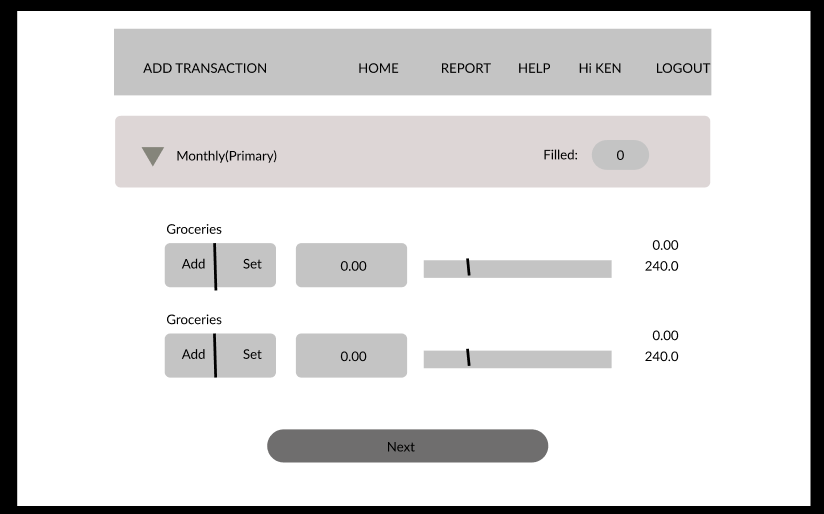 ADD TRANSACTION HOME REPORT HELP Hi KEN LOGOUT
Monthly(Primary) Filled: 0
Groceries
0.00
Add Set 0.00 240.0
Groceries
0.00
Add Set 0.00 240.0
Next